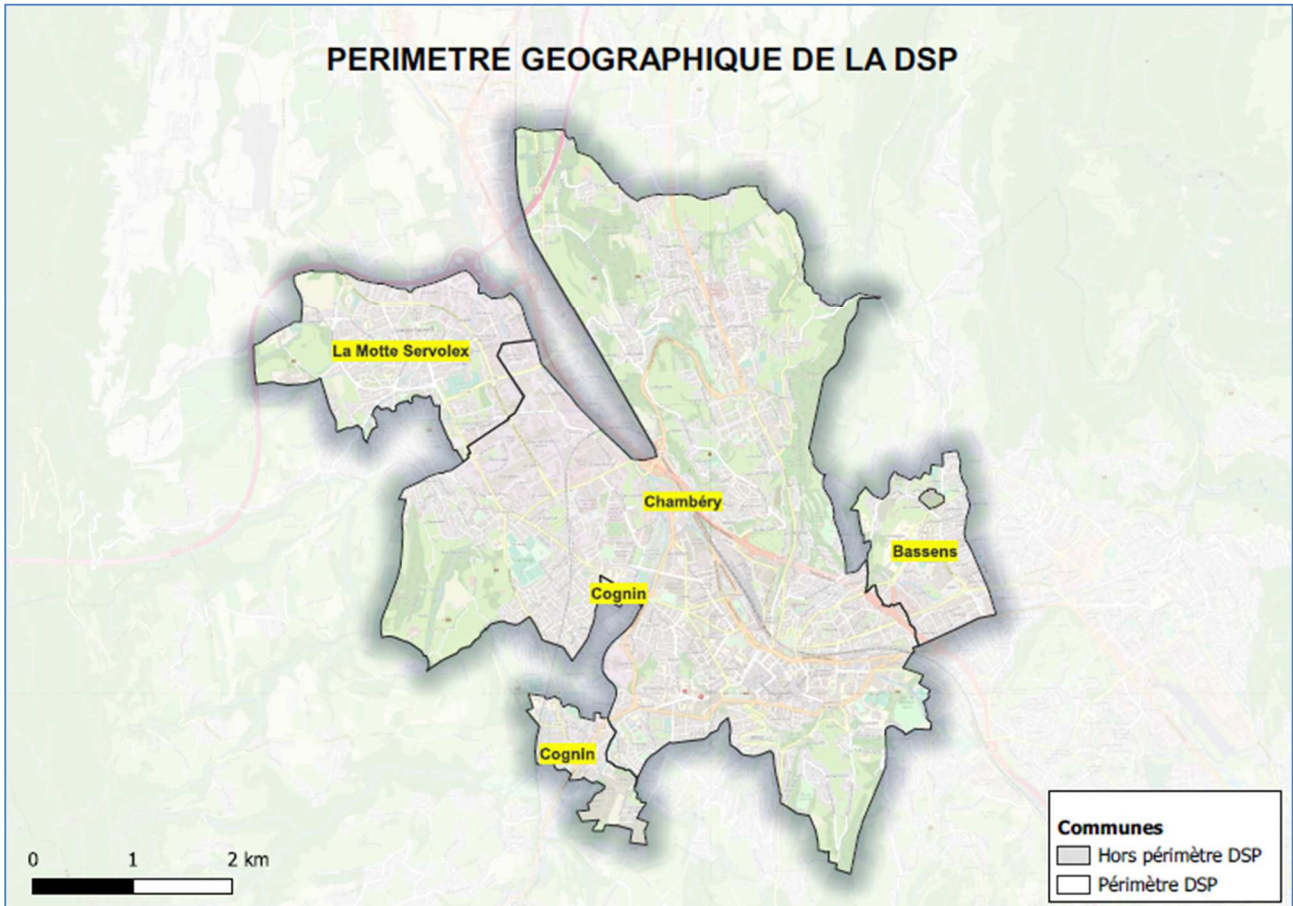 PERIMETRE GEOGRAPHIQUE DE LA DSP
La Motte Servolex
Chambéry
Bassens
Cognin
Cognin
0 1 2 km
Communes
Hors périmètre DSP
Périmètre DSP